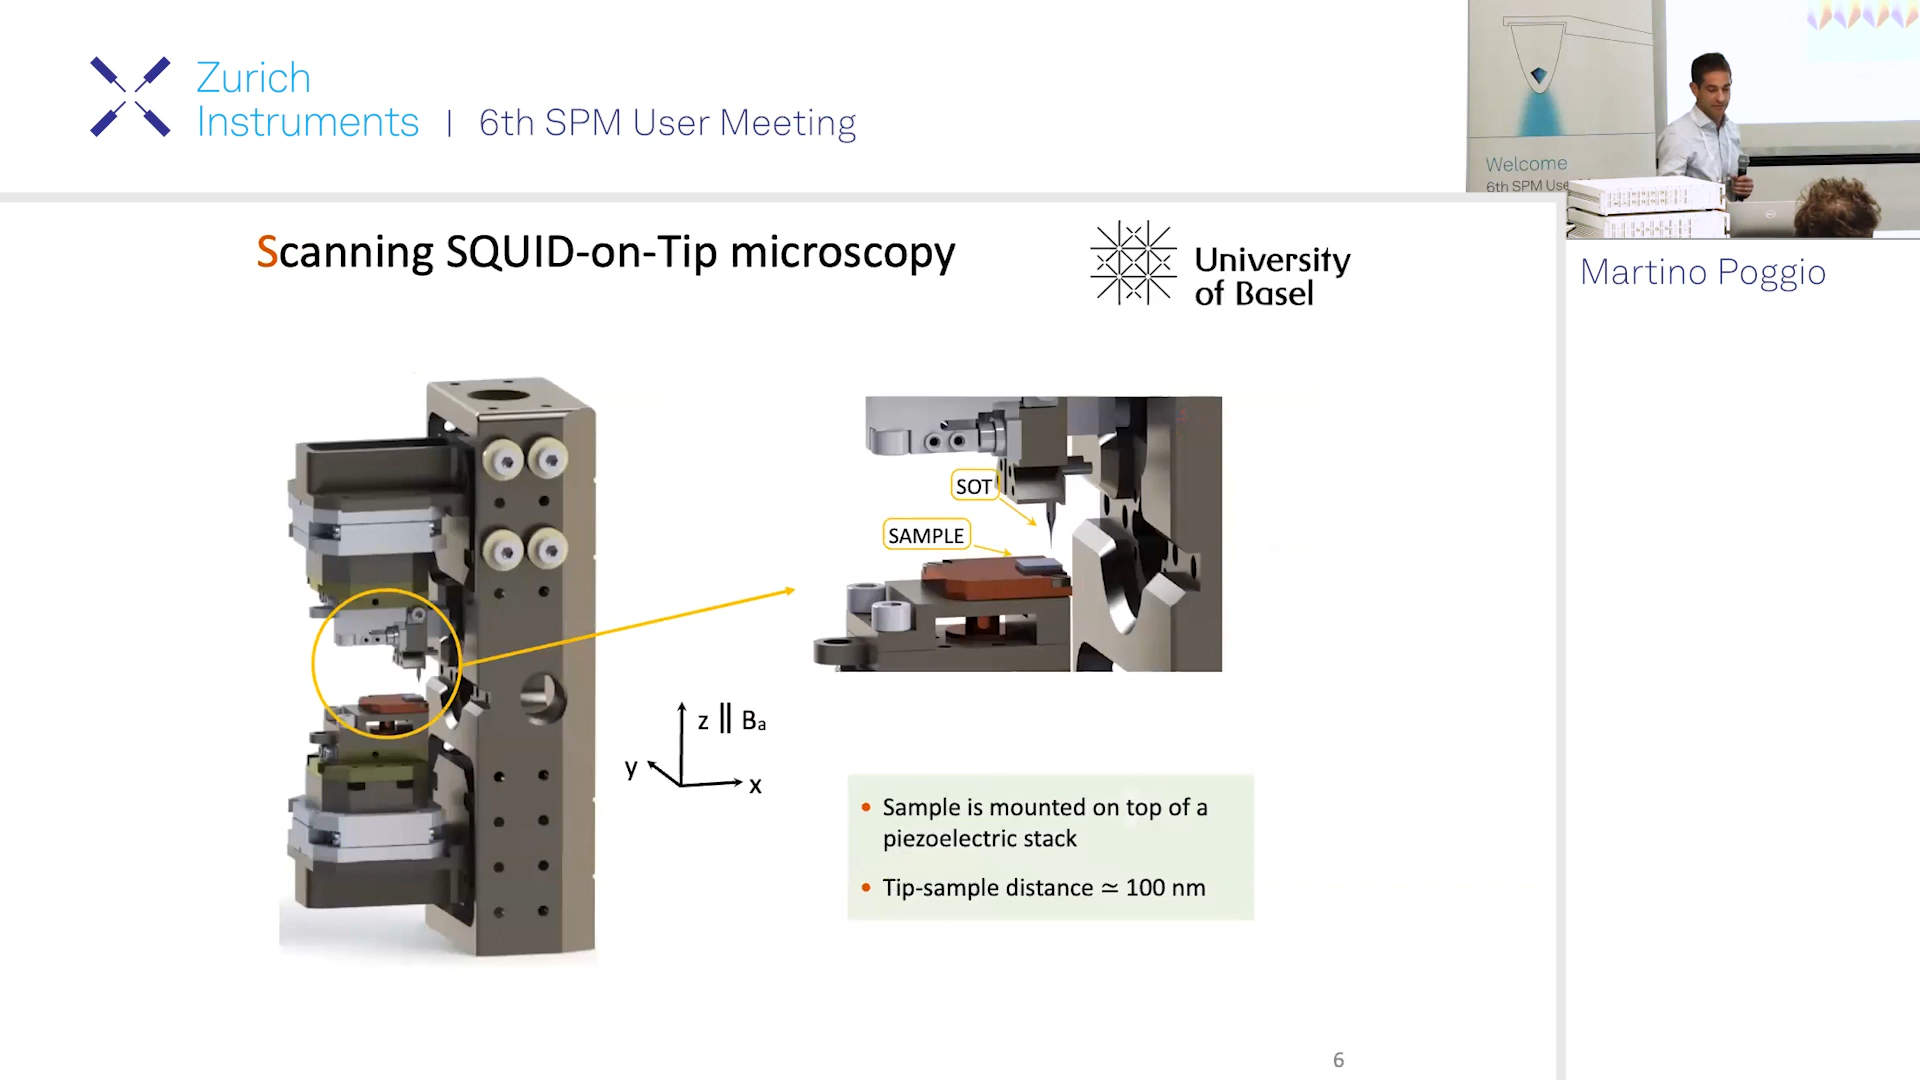 Zurich
Instruments | 6th SPM User Meeting
Welcome
6th SPM Use
Martino Poggio
Scanning SQUID-on-Tip microscopy
University
of Basel
SOT
SAMPLE
z ∥ Ba
y
x
• Sample is mounted on top of a
piezoelectric stack
• Tip-sample distance ≃ 100 nm
6